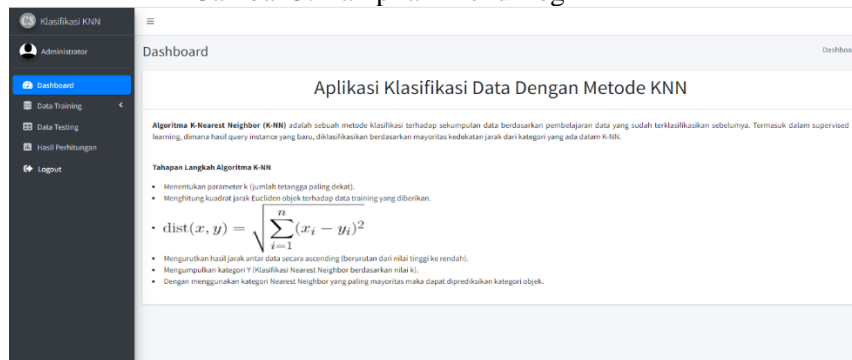 Klasifikasi KNN
Administrator
Dashboard
Data Training
Data Testing
Hasil Perhitungan
Logout
Dashboard
Dashboa
Aplikasi Klasifikasi Data Dengan Metode KNN
Algoritma K-Nearest Neighbor (K-NN) adalah sebuah metode klasifikasi terhadap sekumpulan data berdasarkan pembelajaran data yang sudah terklasifikasikan sebelumya. Termasuk dalam supervised
learning, dimana hasil query instance yang baru, diklasifikasikan berdasarkan mayoritas kedekatan jarak dari kategori yang ada dalam K-NN.
Tahapan Langkah Algoritma K-NN
• Menentukan parameter k (jumlah tetangga paling dekat).
• Menghitung kuadrat jarak Eucliden objek terhadap data training yang diberikan.
• dist(x, y) = √(∑_{i=1}^{n} (x_i − y_i)²)
• Mengurutkan hasil jarak antar data secara ascending (berurutan dari nilai tinggi ke rendah).
• Mengumpulkan kategori Y (Klasifikasi Nearest Neighbor berdasarkan nilai k).
• Dengan menggunakan kategori Nearest Neighbor yang paling mayoritas maka dapat diprediksikan kategori objek.